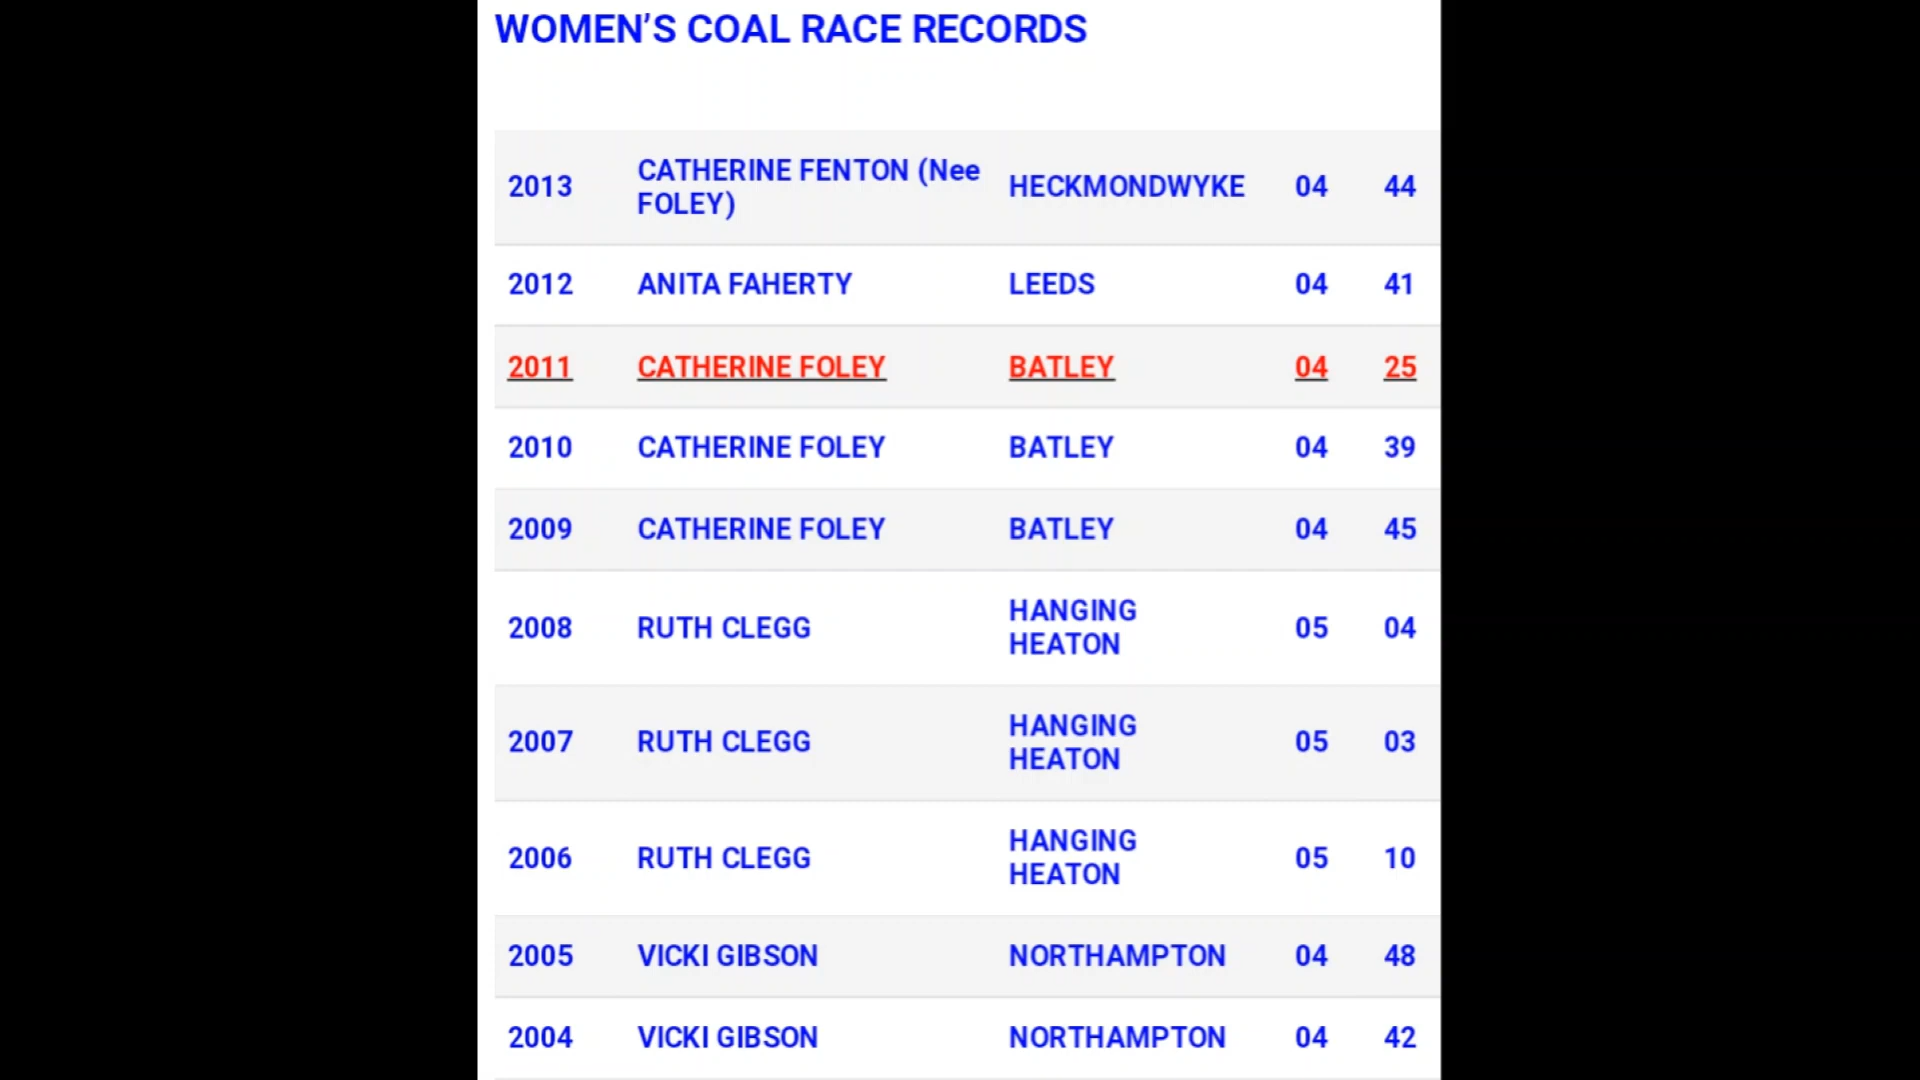 WOMEN’S COAL RACE RECORDS
2013 CATHERINE FENTON (Nee FOLEY) HECKMONDWYKE 04 44
2012 ANITA FAHERTY LEEDS 04 41
2011 CATHERINE FOLEY BATLEY 04 25
2010 CATHERINE FOLEY BATLEY 04 39
2009 CATHERINE FOLEY BATLEY 04 45
2008 RUTH CLEGG HANGING HEATON 05 04
2007 RUTH CLEGG HANGING HEATON 05 03
2006 RUTH CLEGG HANGING HEATON 05 10
2005 VICKI GIBSON NORTHAMPTON 04 48
2004 VICKI GIBSON NORTHAMPTON 04 42